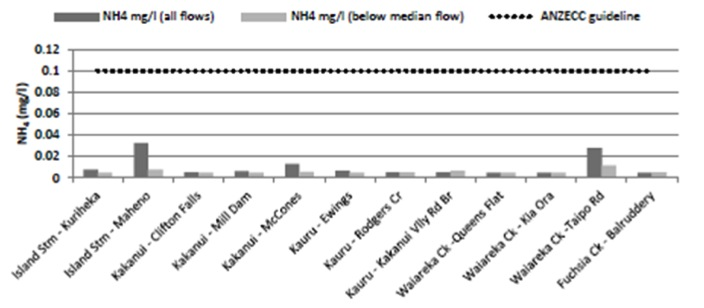 NH4 mg/l (all flows) NH4 mg/l (below median flow) ANZECC guideline
NH4 (mg/l)
0.12
0.1
0.08
0.06
0.04
0.02
0
Island Stm - Kuriheka
Island Stm - Maheno
Kakanui - Clifton Falls
Kakanui - Mill Dam
Kakanui - McCones
Kauru - Ewings
Kauru - Rodgers Cr
Kauru - Kakanui Vlly Rd Br
Waiareka Ck -Queens Flat
Waiareka Ck - Kia Ora
Waiareka Ck -Taipo Rd
Fuchsia Ck - Balruddery